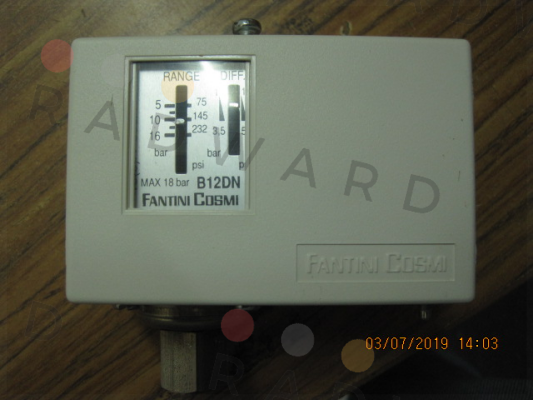 RANGE DIFF.
5 75
10 145
16 232
3,5
bar psi bar
MAX 18 bar B12DN
FANTINI COSMI
FANTINI COSMI
RADWARD
03/07/2019 14:03